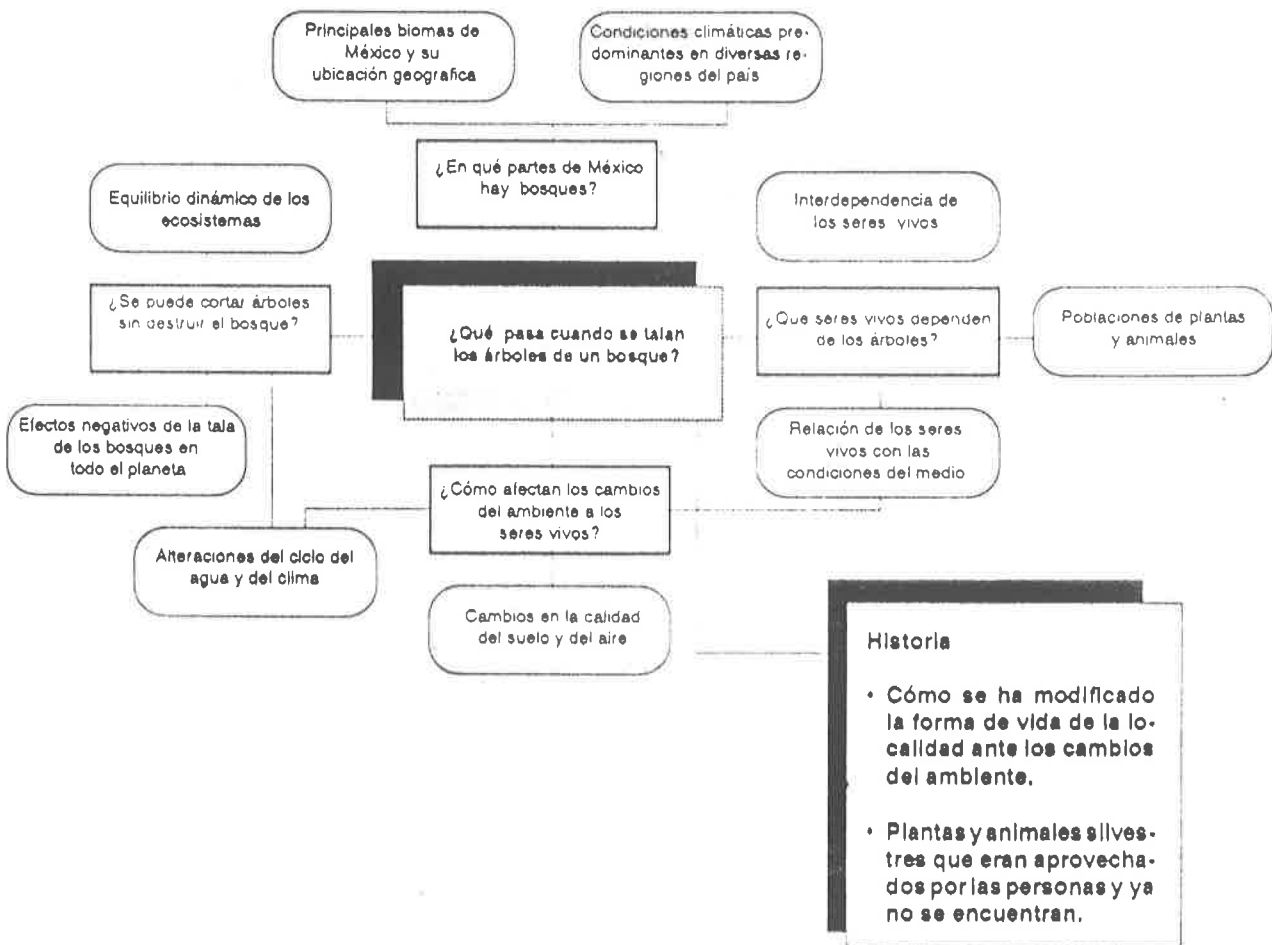 Principales biomas de
México y su
ubicación geografica
Condiciones climáticas pre-
dominantes en diversas re-
giones del país
¿En qué partes de México
hay bosques?
Equilibrio dinámico de los
ecosistemas
Interdependencia de
los seres vivos
¿Se puede cortar árboles
sin destruir el bosque?
¿Qué pasa cuando se talan
los árboles de un bosque?
¿Que seres vivos dependen
de los árboles?
Poblaciones de plantas
y animales
Efectos negativos de la tala
de los bosques en
todo el planeta
Relación de los seres
vivos con las
condiciones del medio
¿Cómo afectan los cambios
del ambiente a los
seres vivos?
Alteraciones del ciclo del
agua y del clima
Cambios en la calidad
del suelo y del aire
Historia
• Cómo se ha modificado
la forma de vida de la lo-
calidad ante los cambios
del ambiente.
• Plantas y animales silves-
tres que eran aprovecha-
dos por las personas y ya
no se encuentran.